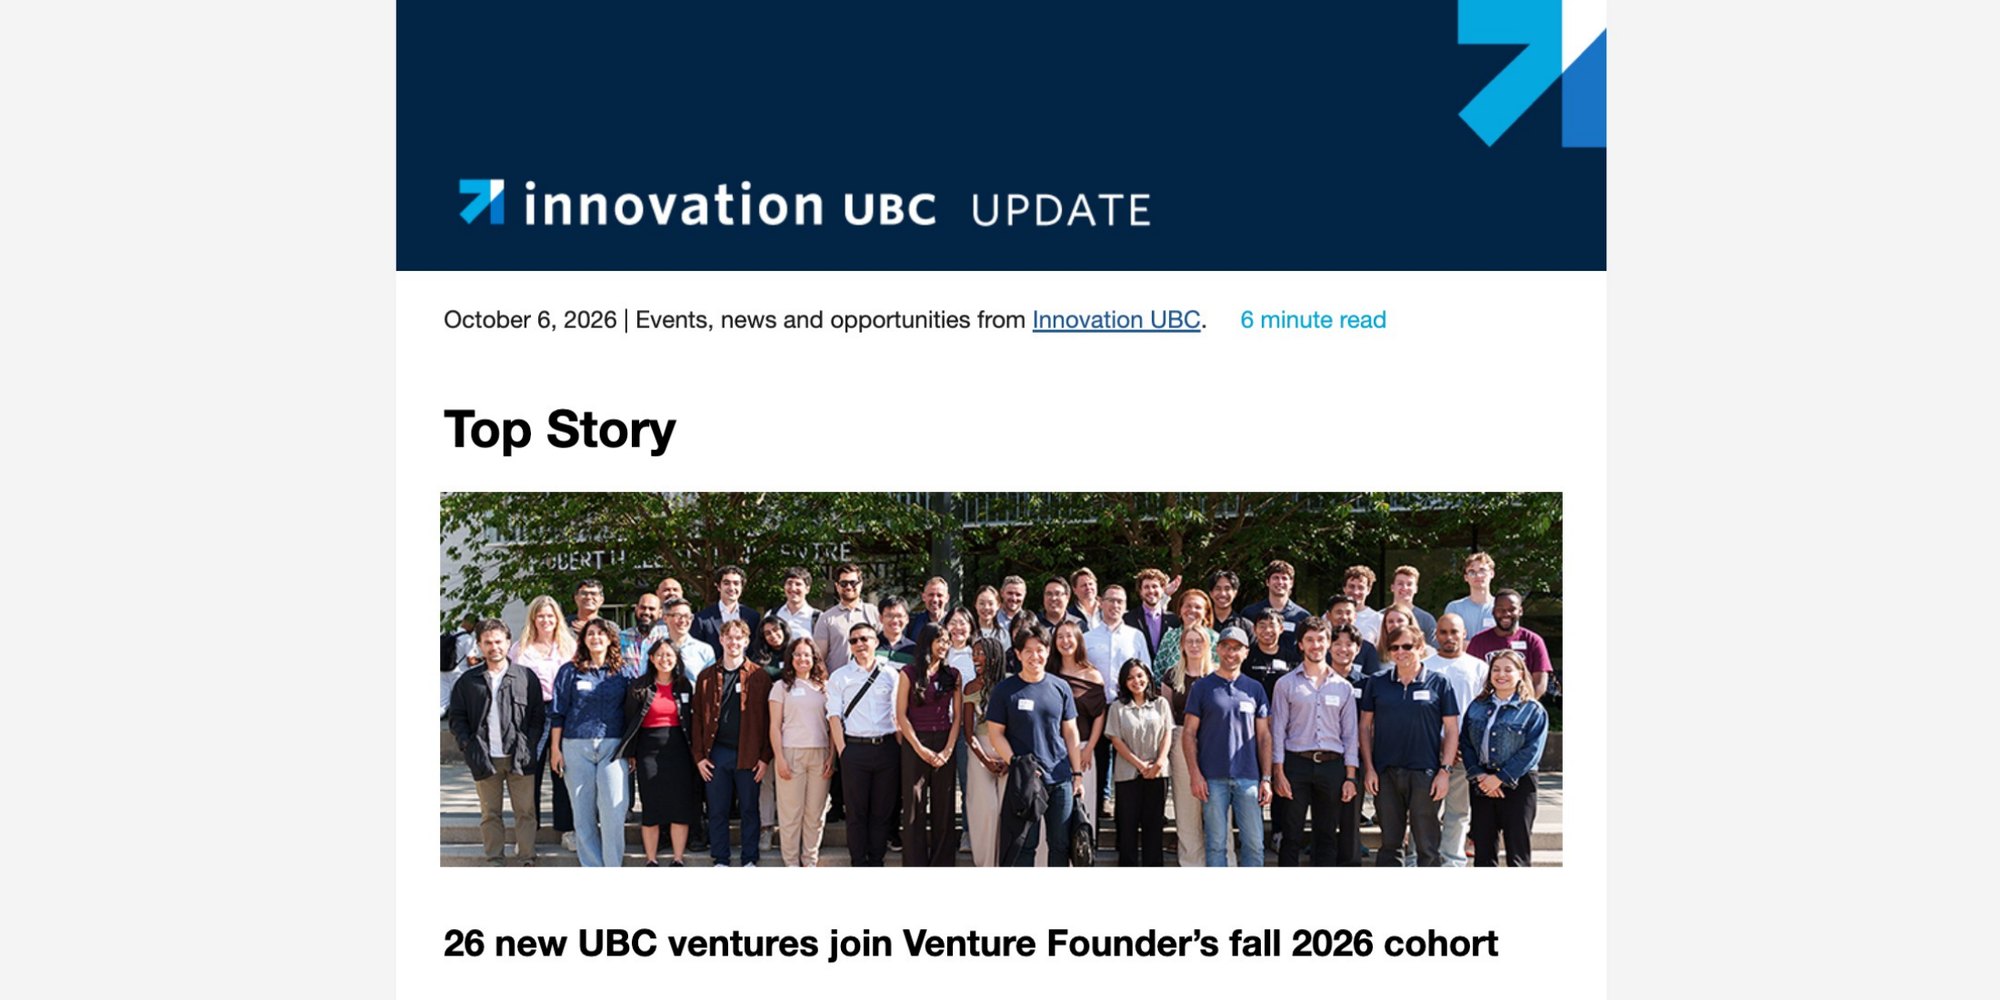 innovation UBC UPDATE
October 6, 2026 | Events, news and opportunities from Innovation UBC. 6 minute read
Top Story
26 new UBC ventures join Venture Founder’s fall 2026 cohort